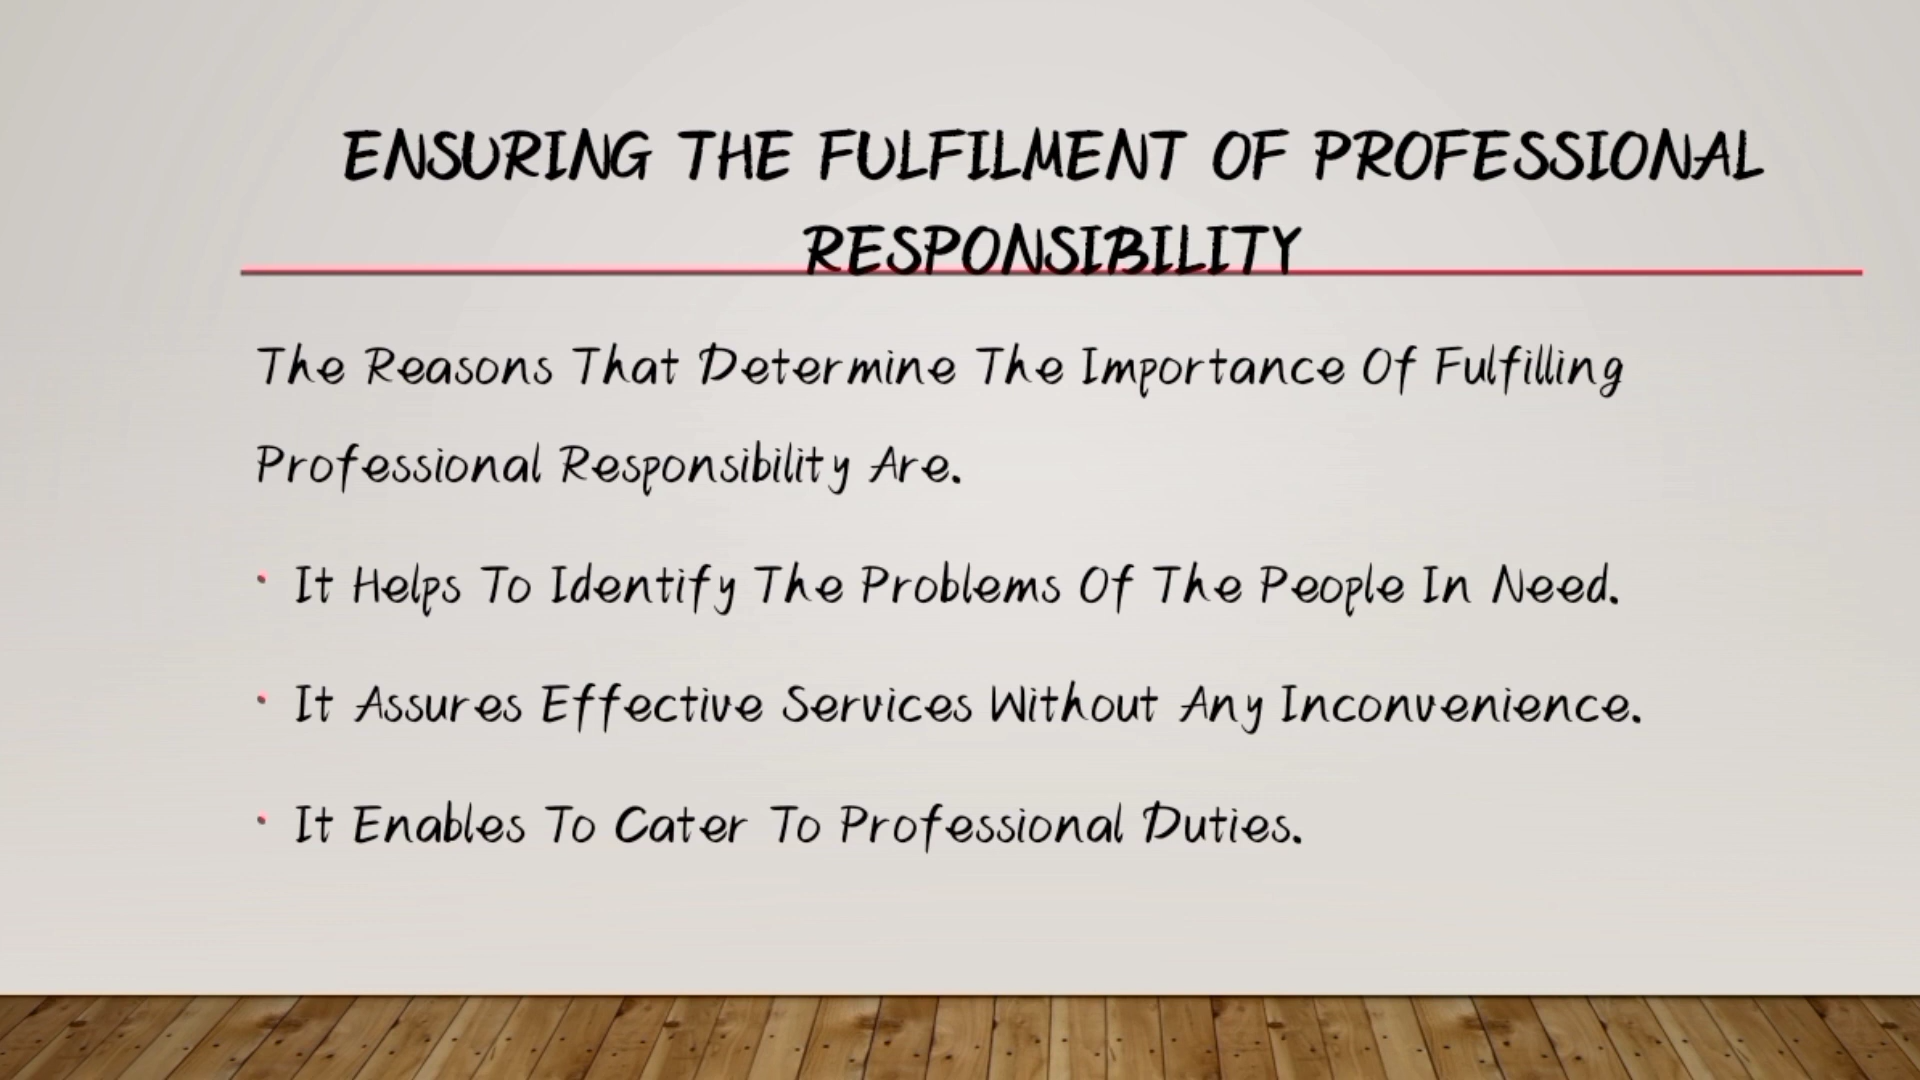 ENSURING THE FULFILMENT OF PROFESSIONAL
RESPONSIBILITY
The Reasons That Determine The Importance Of Fulfilling
Professional Responsibility Are.
• It Helps To Identify The Problems Of The People In Need.
• It Assures Effective Services Without Any Inconvenience.
• It Enables To Cater To Professional Duties.